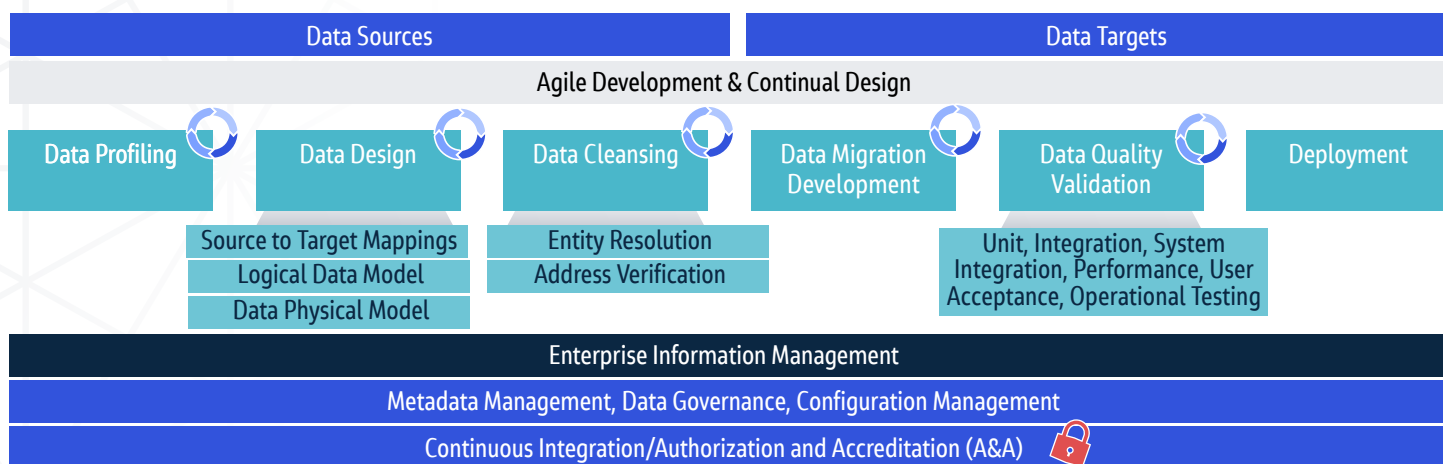 Data Sources
Data Targets
Agile Development & Continual Design
Data Profiling
Data Design
Data Cleansing
Data Migration
Development
Data Quality
Validation
Deployment
Source to Target Mappings
Logical Data Model
Data Physical Model
Entity Resolution
Address Verification
Unit, Integration, System
Integration, Performance, User
Acceptance, Operational Testing
Enterprise Information Management
Metadata Management, Data Governance, Configuration Management
Continuous Integration/Authorization and Accreditation (A&A)